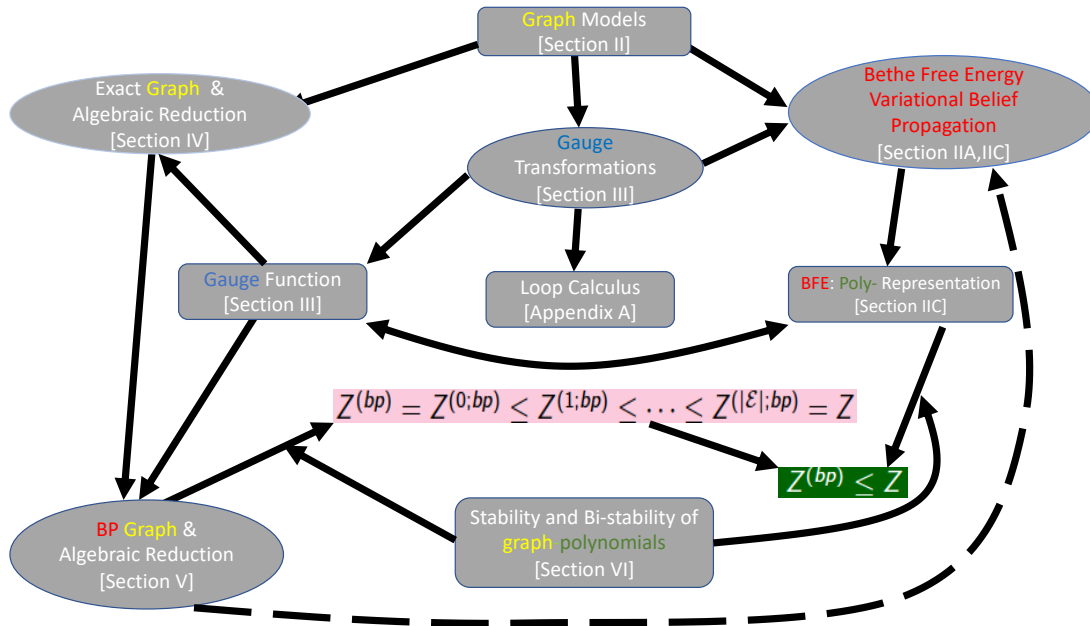 Graph Models
[Section II]
Exact Graph &
Algebraic Reduction
[Section IV]
Bethe Free Energy
Variational Belief
Propagation
[Section IIA,IIC]
Gauge
Transformations
[Section III]
Gauge Function
[Section III]
Loop Calculus
[Appendix A]
BFE: Poly- Representation
[Section IIC]
Z^{(bp)} = Z^{(0;bp)} ≤ Z^{(1;bp)} ≤ ⋯ ≤ Z^{(|ℰ|;bp)} = Z
Z^{(bp)} ≤ Z
BP Graph &
Algebraic Reduction
[Section V]
Stability and Bi-stability of
graph polynomials
[Section VI]